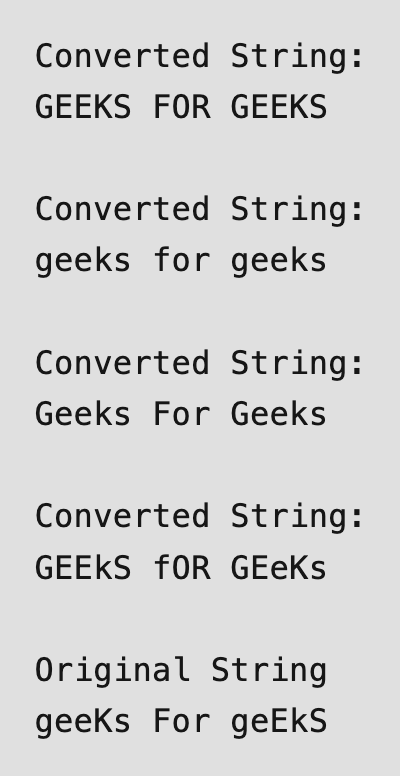 Converted String:
GEEKS FOR GEEKS
Converted String:
geeks for geeks
Converted String:
Geeks For Geeks
Converted String:
GEEkS fOR GEeKs
Original String
geeKs For geEkS